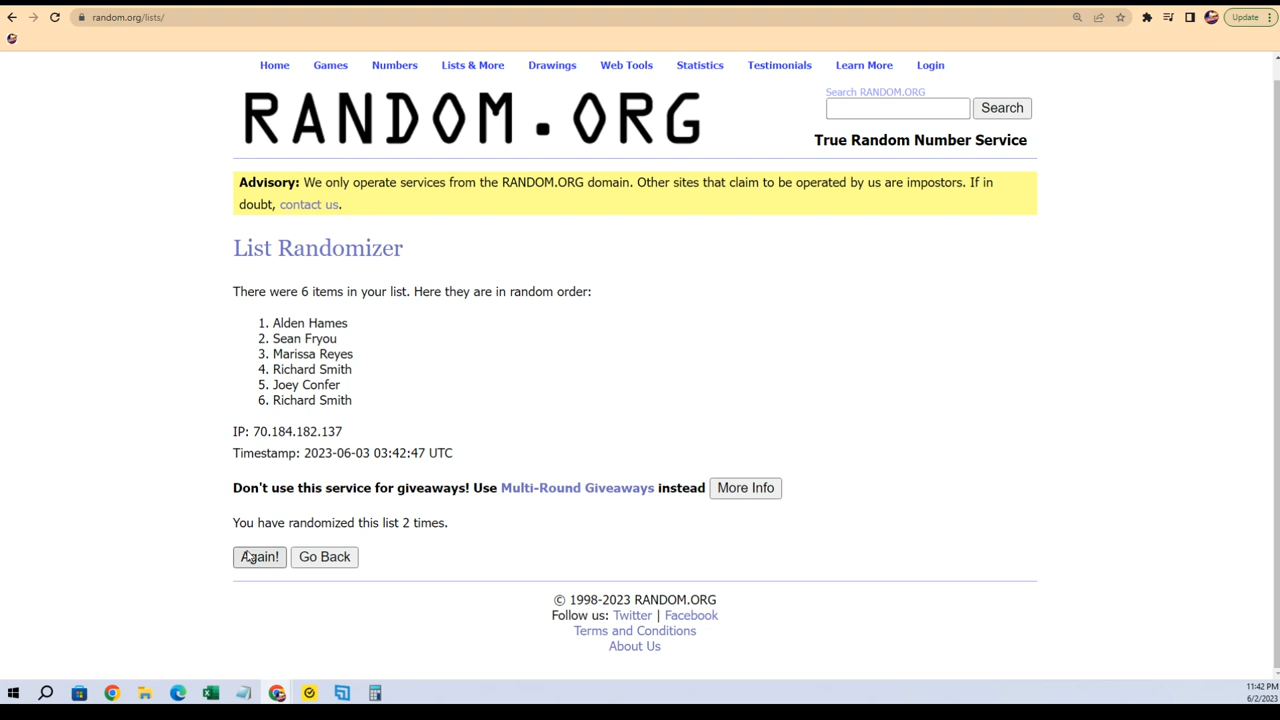 random.org/lists/
Update
Home Games Numbers Lists & More Drawings Web Tools Statistics Testimonials Learn More Login
RANDOM.ORG
Search RANDOM.ORG
Search
True Random Number Service
Advisory: We only operate services from the RANDOM.ORG domain. Other sites that claim to be operated by us are impostors. If in
doubt, contact us.
List Randomizer
There were 6 items in your list. Here they are in random order:
1. Alden Hames
2. Sean Fryou
3. Marissa Reyes
4. Richard Smith
5. Joey Confer
6. Richard Smith
IP: 70.184.182.137
Timestamp: 2023-06-03 03:42:47 UTC
Don't use this service for giveaways! Use Multi-Round Giveaways instead More Info
You have randomized this list 2 times.
Again! Go Back
© 1998-2023 RANDOM.ORG
Follow us: Twitter | Facebook
Terms and Conditions
About Us
11:42 PM
6/2/2023